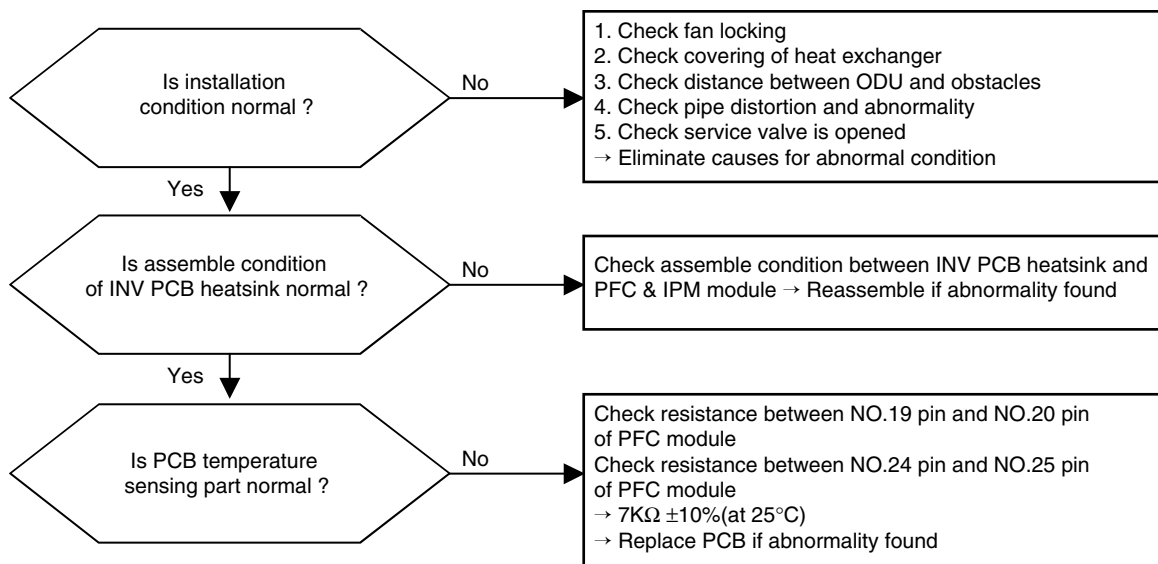 Is installation
condition normal ?
No
1. Check fan locking
2. Check covering of heat exchanger
3. Check distance between ODU and obstacles
4. Check pipe distortion and abnormality
5. Check service valve is opened
→ Eliminate causes for abnormal condition
Yes
Is assemble condition
of INV PCB heatsink normal ?
No
Check assemble condition between INV PCB heatsink and
PFC & IPM module → Reassemble if abnormality found
Yes
Is PCB temperature
sensing part normal ?
No
Check resistance between NO.19 pin and NO.20 pin
of PFC module
Check resistance between NO.24 pin and NO.25 pin
of PFC module
→ 7KΩ ±10%(at 25°C)
→ Replace PCB if abnormality found